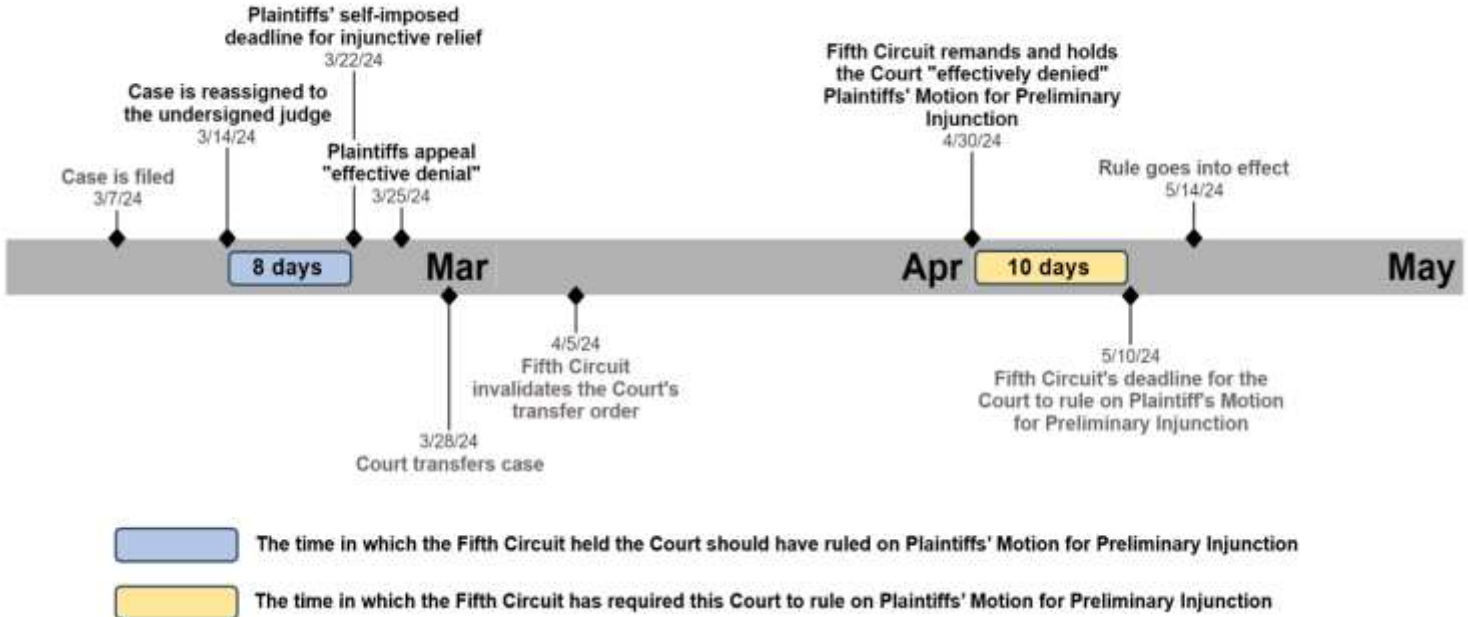 Plaintiffs' self-imposed
deadline for injunctive relief
3/22/24
Fifth Circuit remands and holds
the Court "effectively denied"
Plaintiffs' Motion for Preliminary
Injunction
4/30/24
Case is reassigned to
the undersigned judge
3/14/24
Plaintiffs appeal
"effective denial"
3/25/24
Case is filed
3/7/24
Rule goes into effect
5/14/24
8 days
Mar
Apr
10 days
May
4/5/24
Fifth Circuit
invalidates the Court's
transfer order
5/10/24
Fifth Circuit's deadline for the
Court to rule on Plaintiff's Motion
for Preliminary Injunction
3/28/24
Court transfers case
The time in which the Fifth Circuit held the Court should have ruled on Plaintiffs' Motion for Preliminary Injunction
The time in which the Fifth Circuit has required this Court to rule on Plaintiffs' Motion for Preliminary Injunction